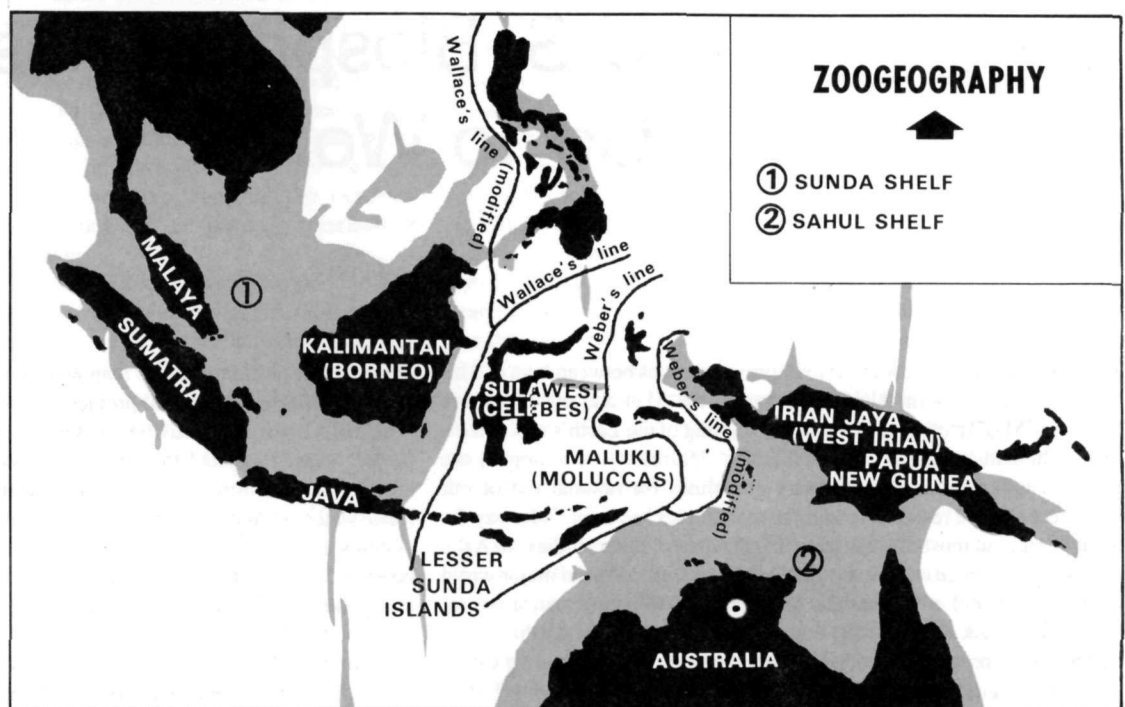 ZOOGEOGRAPHY
① SUNDA SHELF
② SAHUL SHELF
Wallace's line (modified)
Wallace's line
Weber's line
Weber's line (modified)
MALAYA
①
SUMATRA
KALIMANTAN
(BORNEO)
SULAWESI
(CELEBES)
MALUKU
(MOLUCCAS)
IRIAN JAYA
(WEST IRIAN)
PAPUA
NEW GUINEA
JAVA
LESSER
SUNDA
ISLANDS
②
AUSTRALIA